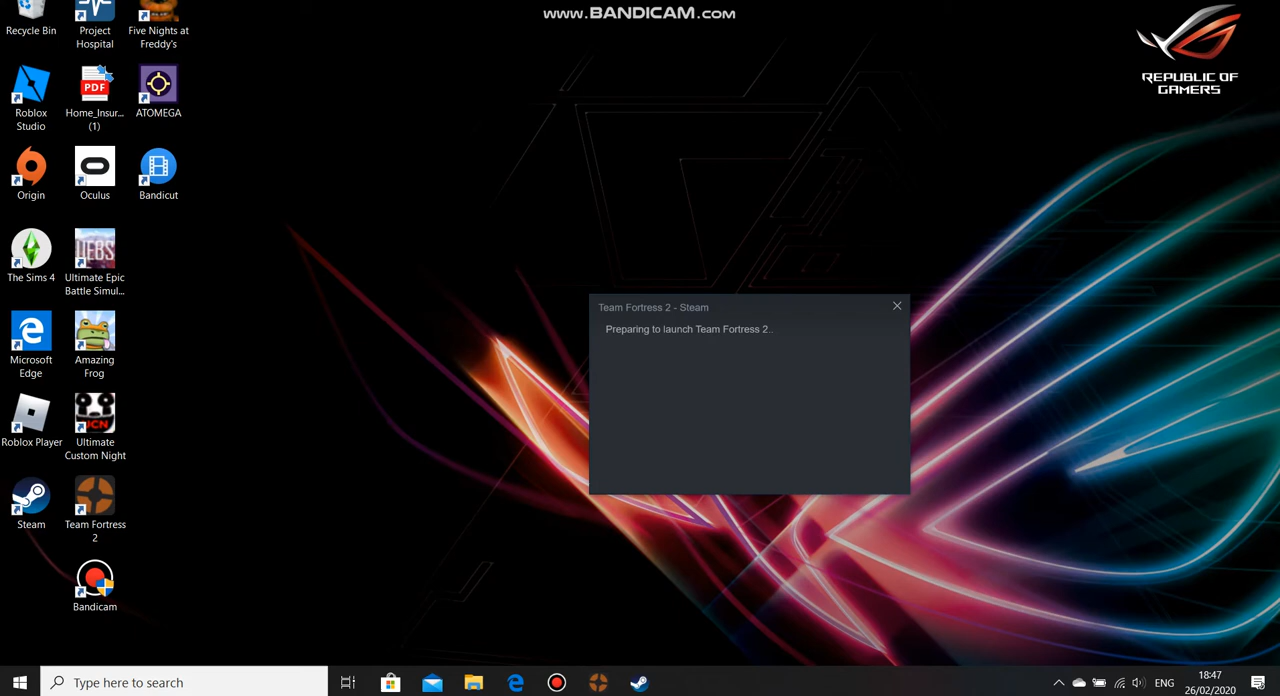 www.BANDICAM.com
REPUBLIC OF
GAMERS
Recycle Bin
Project
Hospital
Five Nights at
Freddy's
Roblox
Studio
PDF
Home_Insur...
(1)
ATOMEGA
Origin
Oculus
Bandicut
The Sims 4
UEBS
Ultimate Epic
Battle Simul...
Microsoft
Edge
Amazing
Frog
Roblox Player
UCN
Ultimate
Custom Night
Steam
Team Fortress
2
Bandicam
Team Fortress 2 - Steam
Preparing to launch Team Fortress 2..
Type here to search
ENG
18:47
26/02/2020